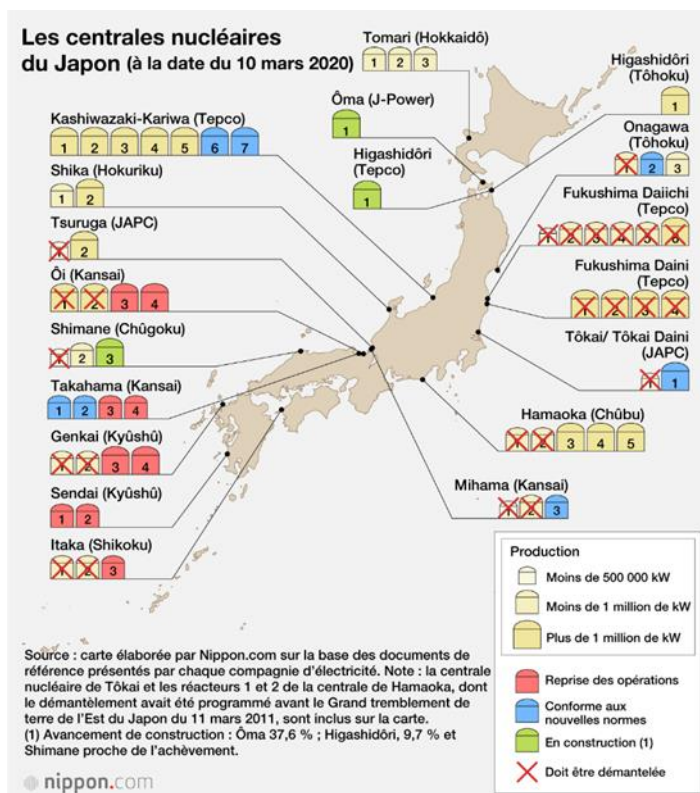 Les centrales nucléaires
du Japon (à la date du 10 mars 2020)
Tomari (Hokkaidô)
1 2 3
Higashidôri
(Tôhoku)
1
Ôma (J-Power)
1
Kashiwazaki-Kariwa (Tepco)
1 2 3 4 5 6 7
Higashidôri
(Tepco)
1
Onagawa
(Tôhoku)
1 2 3
Shika (Hokuriku)
1 2
Fukushima Daiichi
(Tepco)
1 2 3 4 5 6
Tsuruga (JAPC)
1 2
Fukushima Daini
(Tepco)
1 2 3 4
Ôi (Kansai)
1 2 3 4
Shimane (Chûgoku)
1 2 3
Tôkai/ Tôkai Daini
(JAPC)
1 1
Takahama (Kansai)
1 2 3 4
Hamaoka (Chûbu)
1 2 3 4 5
Genkai (Kyûshû)
1 2 3 4
Mihama (Kansai)
1 2 3
Sendai (Kyûshû)
1 2
Itaka (Shikoku)
1 2 3
Production
Moins de 500 000 kW
Moins de 1 million de kW
Plus de 1 million de kW
Reprise des opérations
Conforme aux
nouvelles normes
En construction (1)
Doit être démantelée
Source : carte élaborée par Nippon.com sur la base des documents de
référence présentés par chaque compagnie d'électricité. Note : la centrale
nucléaire de Tôkai et les réacteurs 1 et 2 de la centrale de Hamaoka, dont
le démantèlement avait été programmé avant le Grand tremblement de
terre de l'Est du Japon du 11 mars 2011, sont inclus sur la carte.
(1) Avancement de construction : Ôma 37,6 % ; Higashidôri, 9,7 % et
Shimane proche de l'achèvement.
nippon.com